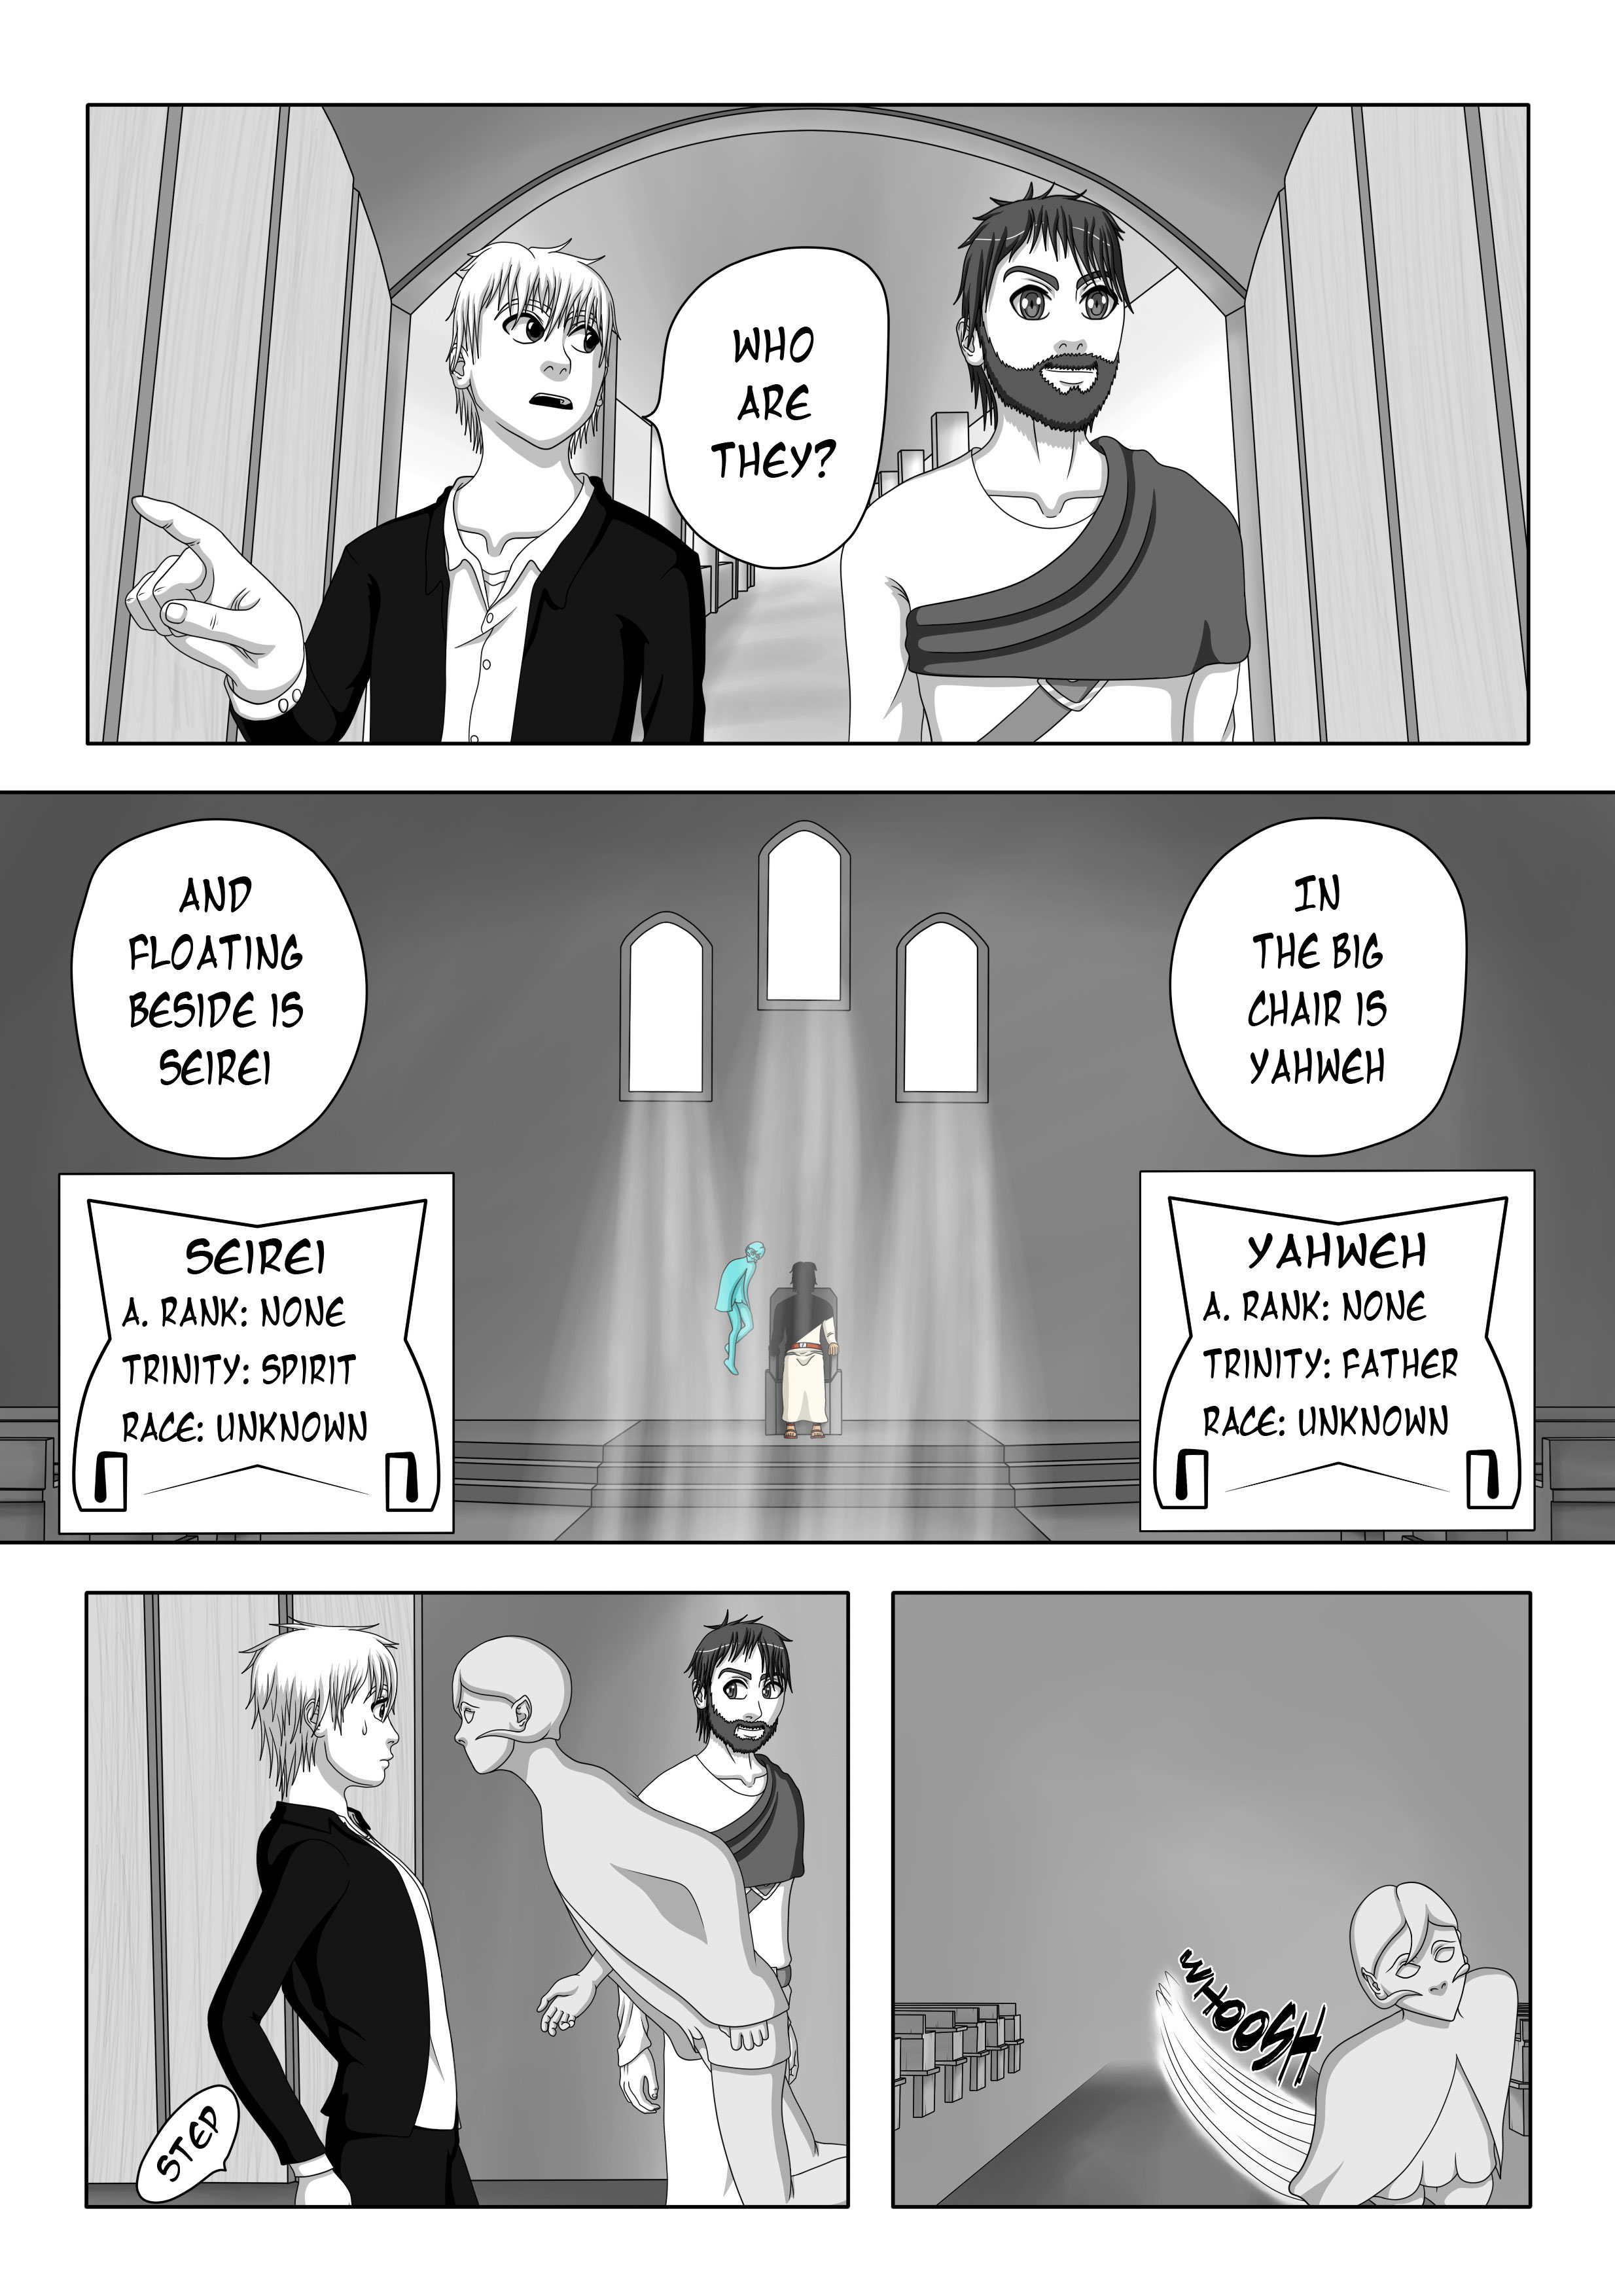 WHO
ARE
THEY?
IN
THE BIG
CHAIR IS
YAHWEH
YAHWEH
A. RANK: NONE
TRINITY: FATHER
RACE: UNKNOWN
AND
FLOATING
BESIDE IS
SEIREI
SEIREI
A. RANK: NONE
TRINITY: SPIRIT
RACE: UNKNOWN
WHOOSH
STEP